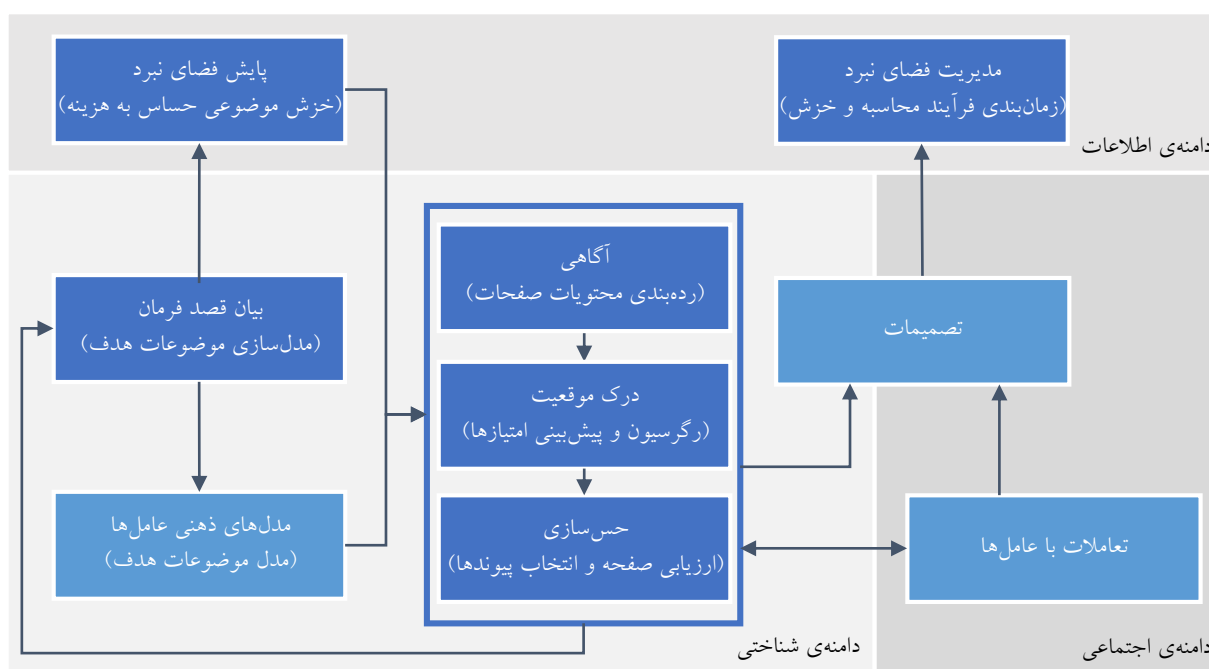 پایش فضای نبرد
(خزش موضوعی حساس به هزینه)
مدیریت فضای نبرد
(زمان‌بندی فرآیند محاسبه و خزش)
دامنه‌ی اطلاعات
آگاهی
(رده‌بندی محتویات صفحات)
بیان قصد فرمان
(مدل‌سازی موضوعات هدف)
تصمیمات
درک موقعیت
(رگرسیون و پیش‌بینی امتیازها)
مدل‌های ذهنی عامل‌ها
(مدل موضوعات هدف)
حس‌سازی
(ارزیابی صفحه و انتخاب پیوندها)
تعاملات با عامل‌ها
دامنه‌ی شناختی
دامنه‌ی اجتماعی